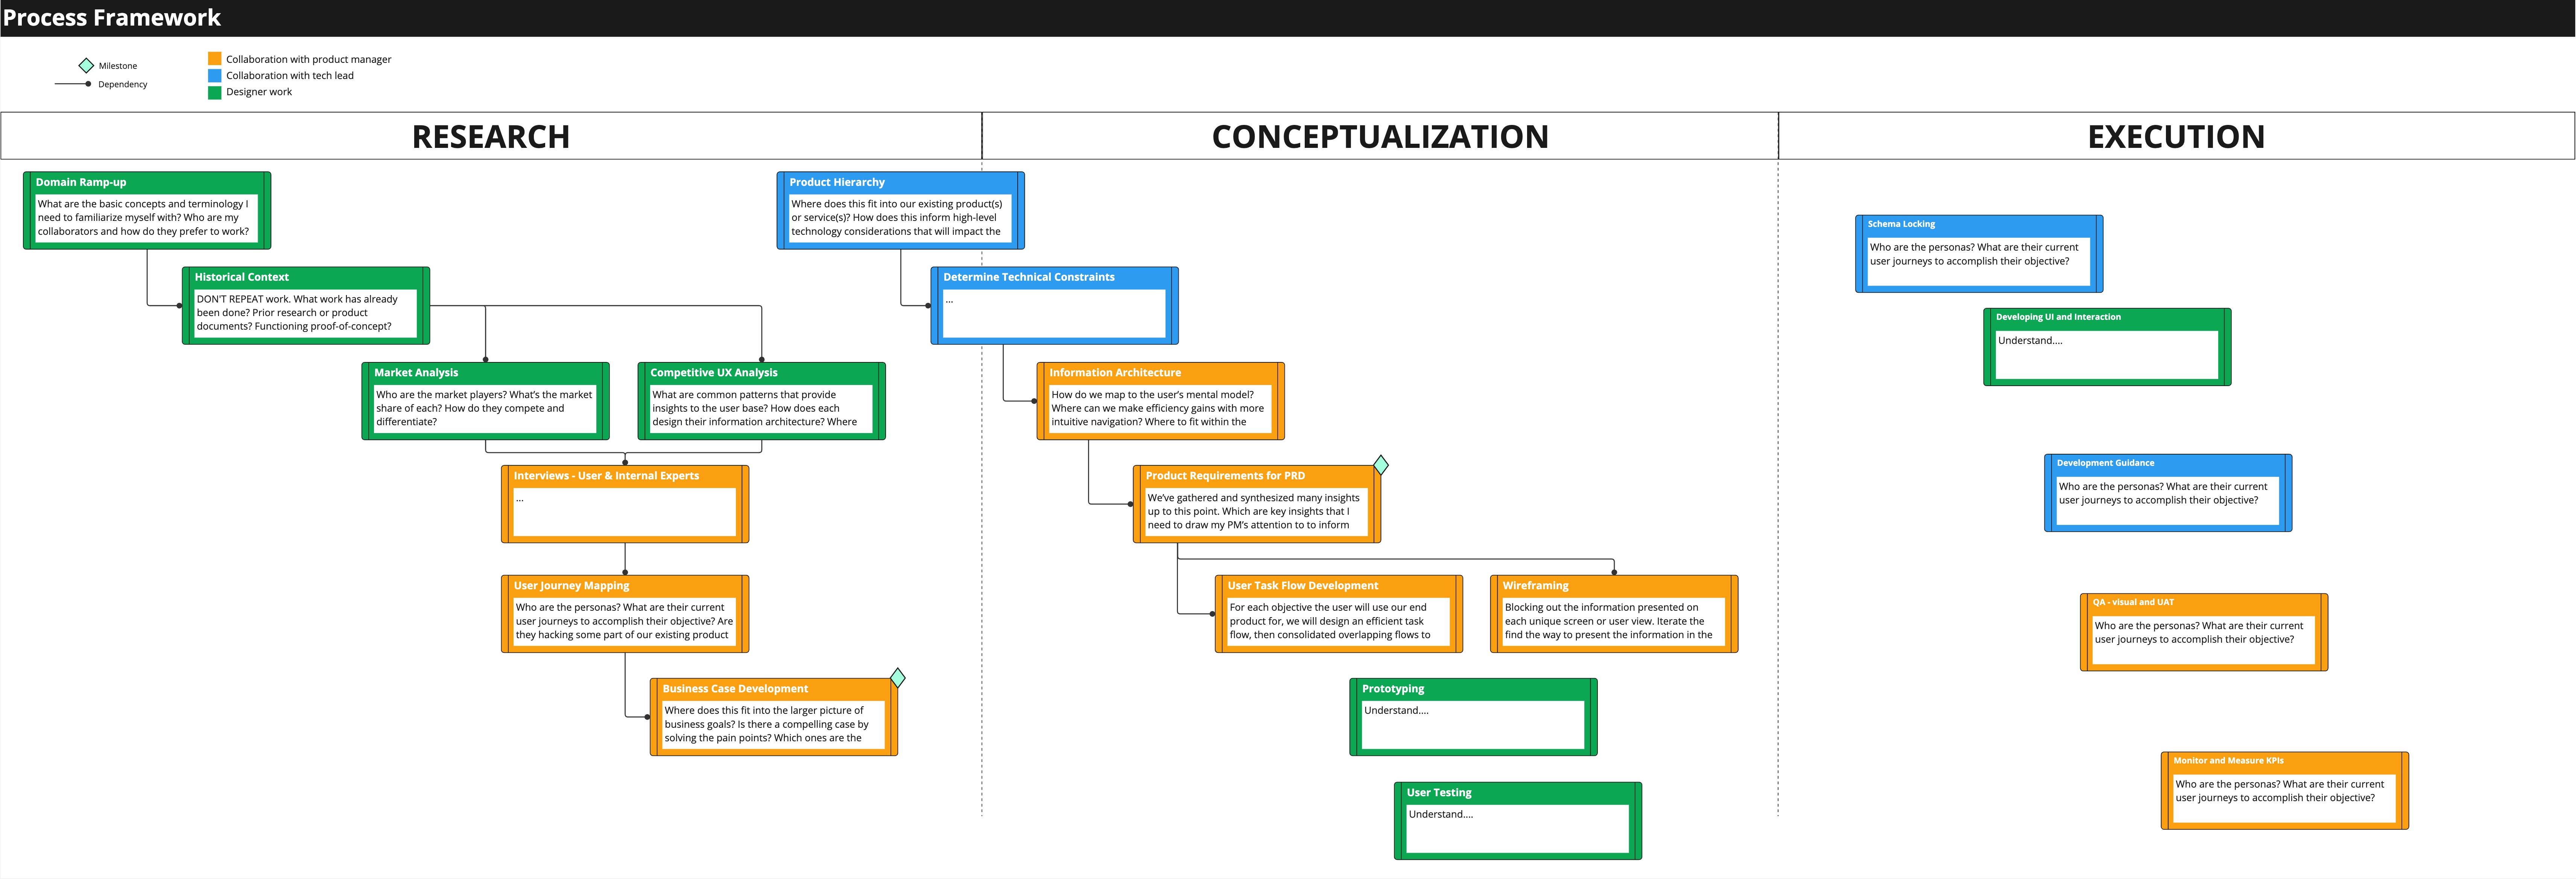 Process Framework
Milestone
Dependency
Collaboration with product manager
Collaboration with tech lead
Designer work
RESEARCH
CONCEPTUALIZATION
EXECUTION
Domain Ramp-up
What are the basic concepts and terminology I
need to familiarize myself with? Who are my
collaborators and how do they prefer to work?
Historical Context
DON'T REPEAT work. What work has already
been done? Prior research or product
documents? Functioning proof-of-concept?
Market Analysis
Who are the market players? What's the market
share of each? How do they compete and
differentiate?
Competitive UX Analysis
What are common patterns that provide
insights to the user base? How does each
design their information architecture? Where
Interviews - User & Internal Experts
...
User Journey Mapping
Who are the personas? What are their current
user journeys to accomplish their objective? Are
they hacking some part of our existing product
Business Case Development
Where does this fit into the larger picture of
business goals? Is there a compelling case by
solving the pain points? Which ones are the
Product Hierarchy
Where does this fit into our existing product(s)
or service(s)? How does this inform high-level
technology considerations that will impact the
Determine Technical Constraints
...
Information Architecture
How do we map to the user's mental model?
Where can we make efficiency gains with more
intuitive navigation? Where to fit within the
Product Requirements for PRD
We've gathered and synthesized many insights
up to this point. Which are key insights that I
need to draw my PM's attention to to inform
User Task Flow Development
For each objective the user will use our end
product for, we will design an efficient task
flow, then consolidated overlapping flows to
Wireframing
Blocking out the information presented on
each unique screen or user view. Iterate the
find the way to present the information in the
Prototyping
Understand....
User Testing
Understand....
Schema Locking
Who are the personas? What are their current
user journeys to accomplish their objective?
Developing UI and Interaction
Understand....
Development Guidance
Who are the personas? What are their current
user journeys to accomplish their objective?
QA - visual and UAT
Who are the personas? What are their current
user journeys to accomplish their objective?
Monitor and Measure KPIs
Who are the personas? What are their current
user journeys to accomplish their objective?